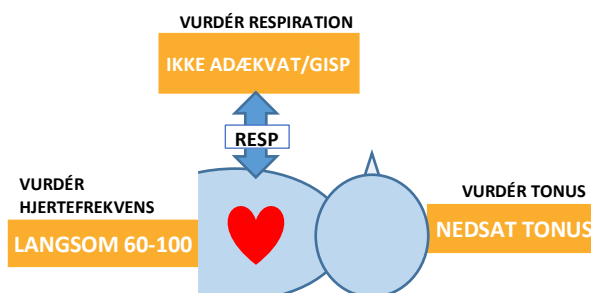 VURDÉR RESPIRATION
IKKE ADÆKVAT/GISP
RESP
VURDÉR
HJERTEFREKVENS
LANGSOM 60-100
VURDÉR TONUS
NEDSAT TONUS